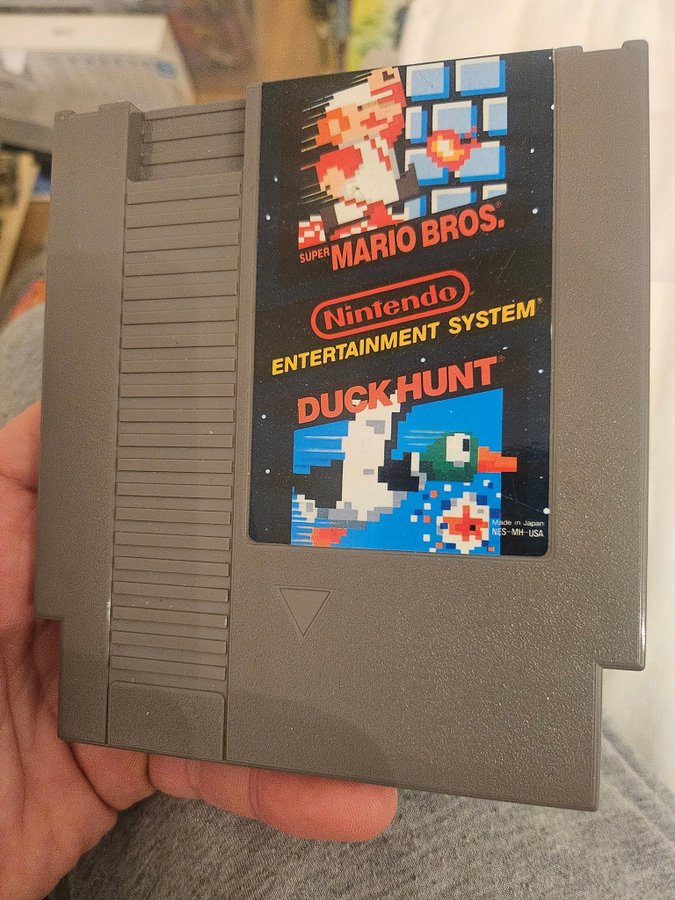 SUPER MARIO BROS.®
Nintendo®
ENTERTAINMENT SYSTEM®
DUCK HUNT®
Made in Japan
NES-MH-USA